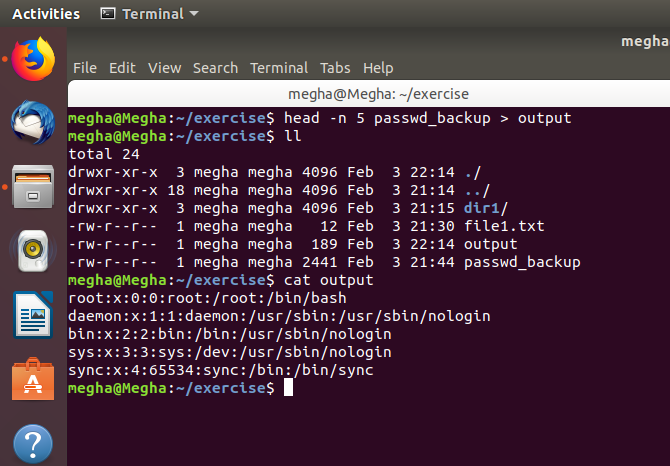 Activities Terminal
megha
File Edit View Search Terminal Tabs Help
megha@Megha: ~/exercise
megha@Megha:~/exercise$ head -n 5 passwd_backup > output
megha@Megha:~/exercise$ ll
total 24
drwxr-xr-x  3 megha megha 4096 Feb  3 22:14 ./
drwxr-xr-x 18 megha megha 4096 Feb  3 21:14 ../
drwxr-xr-x  3 megha megha 4096 Feb  3 21:15 dir1/
-rw-r--r--  1 megha megha   12 Feb  3 21:30 file1.txt
-rw-r--r--  1 megha megha  189 Feb  3 22:14 output
-rw-r--r--  1 megha megha 2441 Feb  3 21:44 passwd_backup
megha@Megha:~/exercise$ cat output
root:x:0:0:root:/root:/bin/bash
daemon:x:1:1:daemon:/usr/sbin:/usr/sbin/nologin
bin:x:2:2:bin:/bin:/usr/sbin/nologin
sys:x:3:3:sys:/dev:/usr/sbin/nologin
sync:x:4:65534:sync:/bin:/bin/sync
megha@Megha:~/exercise$